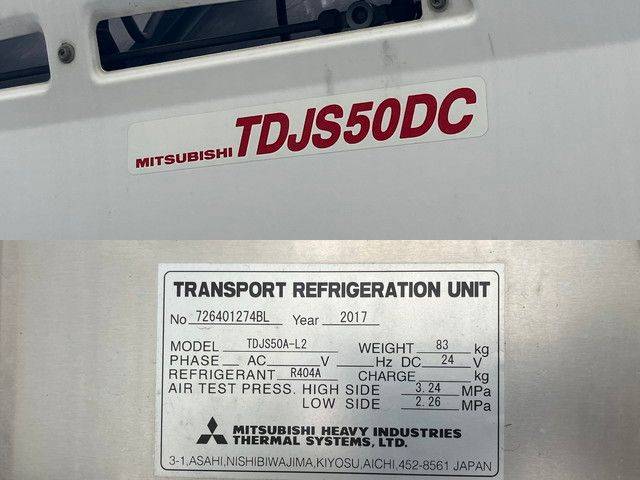 MITSUBISHI TDJS50DC
TRANSPORT REFRIGERATION UNIT
No 726401274BL Year 2017
MODEL TDJS50A-L2 WEIGHT 83 kg
PHASE AC V Hz DC 24 V
REFRIGERANT R404A CHARGE kg
AIR TEST PRESS. HIGH SIDE 3.24 MPa
LOW SIDE 2.26 MPa
MITSUBISHI HEAVY INDUSTRIES
THERMAL SYSTEMS, LTD.
3-1,ASAHI,NISHIBIWAJIMA,KIYOSU,AICHI,452-8561 JAPAN